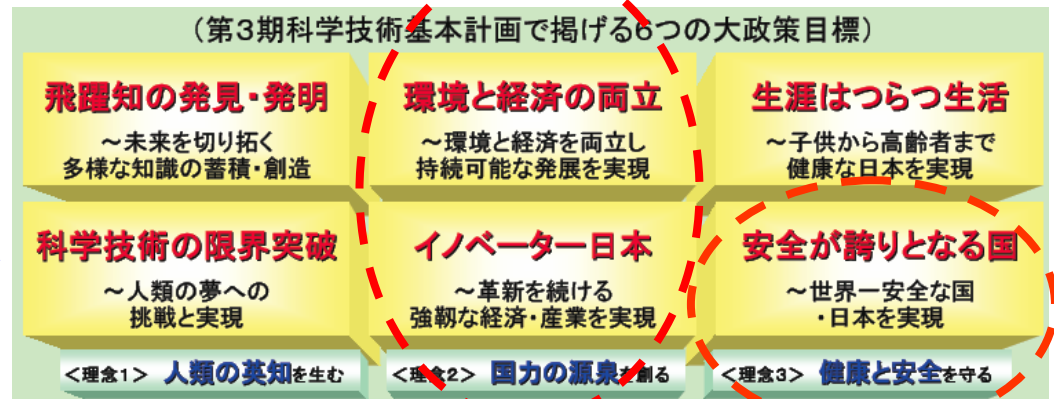 （第3期科学技術基本計画で掲げる6つの大政策目標）
飛躍知の発見・発明
～未来を切り拓く
多様な知識の蓄積・創造
環境と経済の両立
～環境と経済を両立し
持続可能な発展を実現
生涯はつらつ生活
～子供から高齢者まで
健康な日本を実現
科学技術の限界突破
～人類の夢への
挑戦と実現
イノベーター日本
～革新を続ける
強靭な経済・産業を実現
安全が誇りとなる国
～世界一安全な国
・日本を実現
＜理念1＞ 人類の英知を生む
＜理念2＞ 国力の源泉を創る
＜理念3＞ 健康と安全を守る